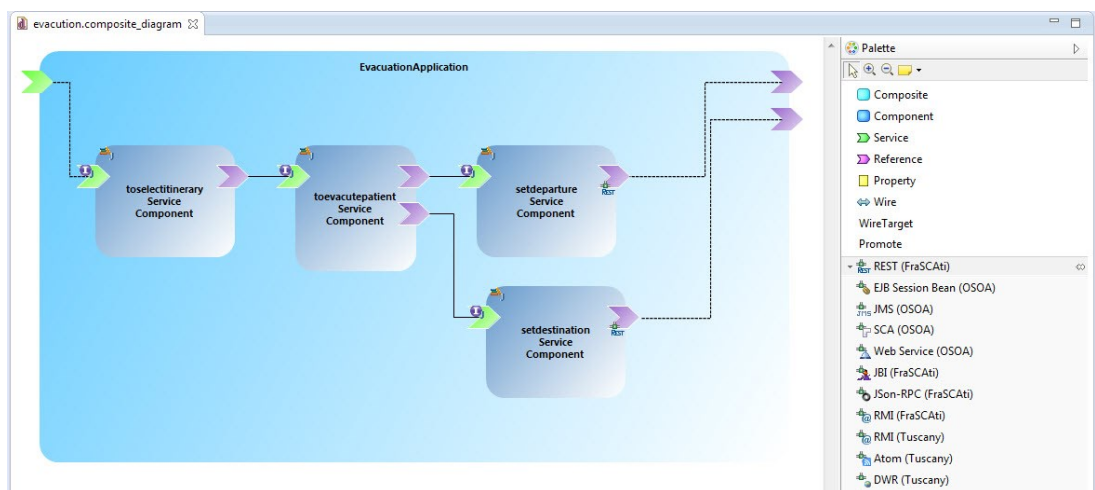 evacution.composite_diagram
EvacuationApplication
toselectitinerary
Service
Component
toevacutepatient
Service
Component
setdeparture
Service
Component
REST
setdestination
Service
Component
REST
Palette
Composite
Component
Service
Reference
Property
Wire
WireTarget
Promote
REST (FraSCAti)
EJB Session Bean (OSOA)
JMS (OSOA)
SCA (OSOA)
Web Service (OSOA)
JBI (FraSCAti)
JSon-RPC (FraSCAti)
RMI (FraSCAti)
RMI (Tuscany)
Atom (Tuscany)
DWR (Tuscany)